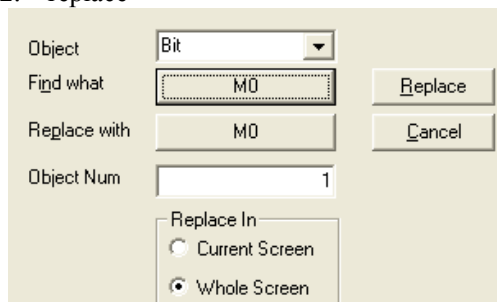 2. replace
Object Bit
Find what M0 Replace
Replace with M0 Cancel
Object Num 1
Replace In
Current Screen
Whole Screen